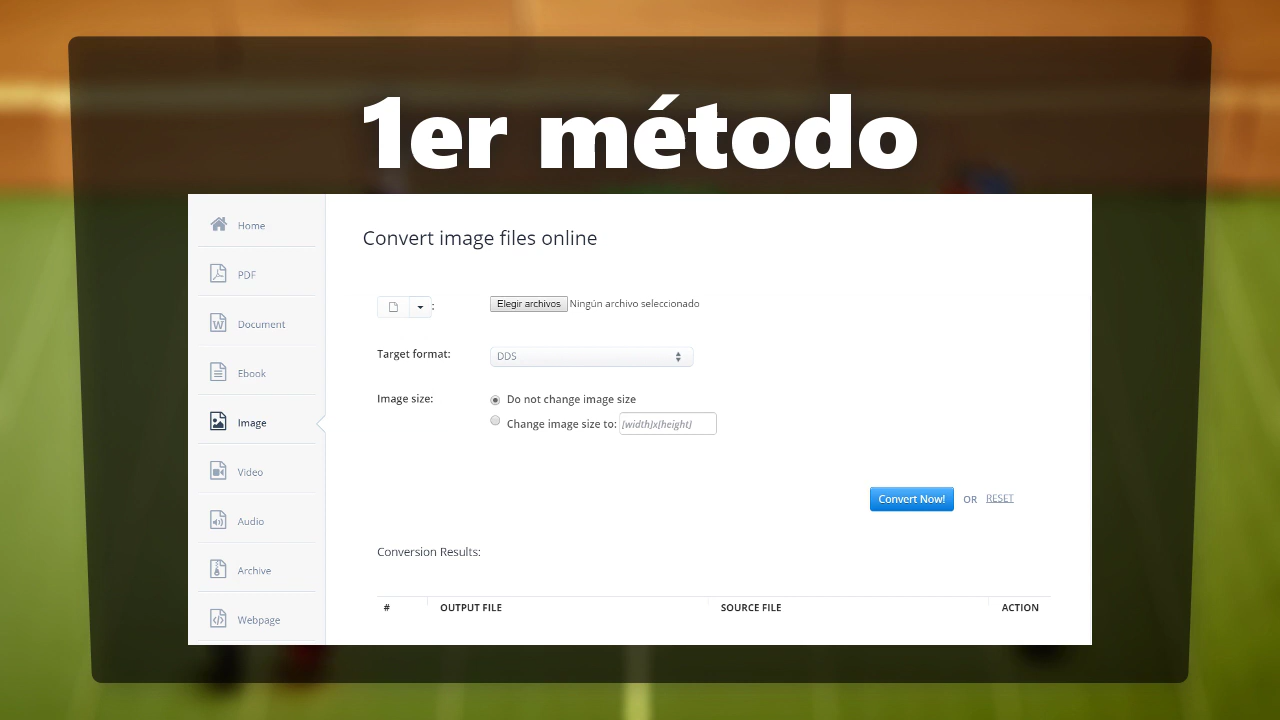 1er método
Home
PDF
Document
Ebook
Image
Video
Audio
Archive
Webpage
Convert image files online
:
Elegir archivos Ningún archivo seleccionado
Target format: DDS
Image size: Do not change image size
Change image size to: [width]x[height]
Convert Now! OR RESET
Conversion Results:
# OUTPUT FILE SOURCE FILE ACTION